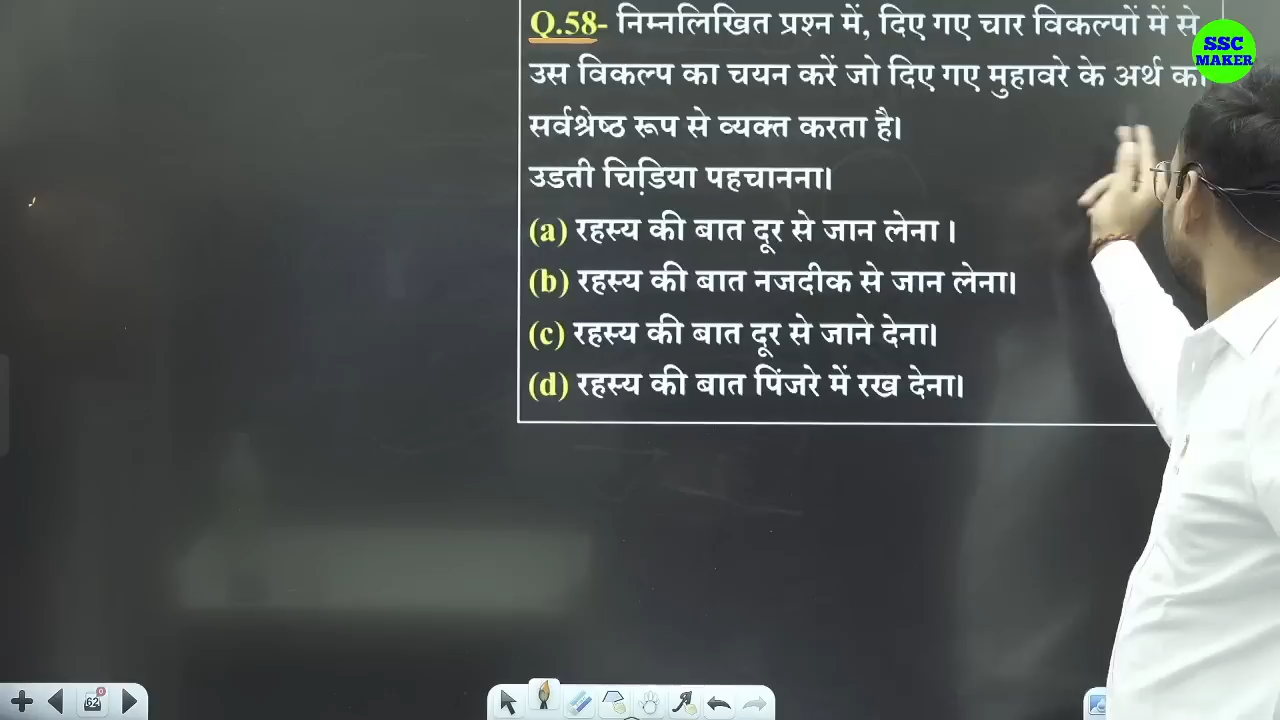 Q.58- निम्नलिखित प्रश्न में, दिए गए चार विकल्पों में से
उस विकल्प का चयन करें जो दिए गए मुहावरे के अर्थ को
सर्वश्रेष्ठ रूप से व्यक्त करता है।
उडती चिड़िया पहचानना।
(a) रहस्य की बात दूर से जान लेना ।
(b) रहस्य की बात नजदीक से जान लेना।
(c) रहस्य की बात दूर से जाने देना।
(d) रहस्य की बात पिंजरे में रख देना।
SSC
MAKER
62